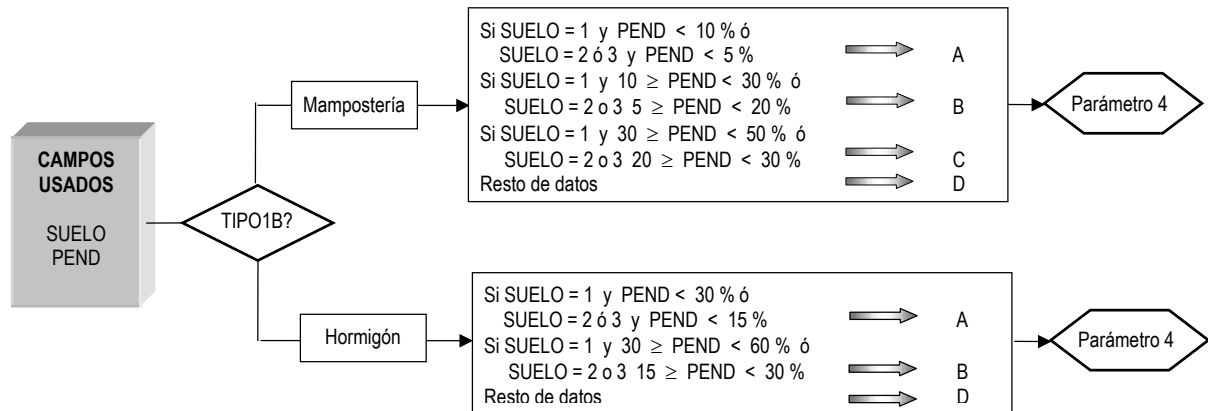 CAMPOS
USADOS
SUELO
PEND
TIPO1B?
Mampostería
Si SUELO = 1 y PEND < 10 % ó
SUELO = 2 ó 3 y PEND < 5 % A
Si SUELO = 1 y 10 ≥ PEND < 30 % ó
SUELO = 2 o 3 5 ≥ PEND < 20 % B
Si SUELO = 1 y 30 ≥ PEND < 50 % ó
SUELO = 2 o 3 20 ≥ PEND < 30 % C
Resto de datos D
Parámetro 4
Hormigón
Si SUELO = 1 y PEND < 30 % ó
SUELO = 2 ó 3 y PEND < 15 % A
Si SUELO = 1 y 30 ≥ PEND < 60 % ó
SUELO = 2 o 3 15 ≥ PEND < 30 % B
Resto de datos D
Parámetro 4